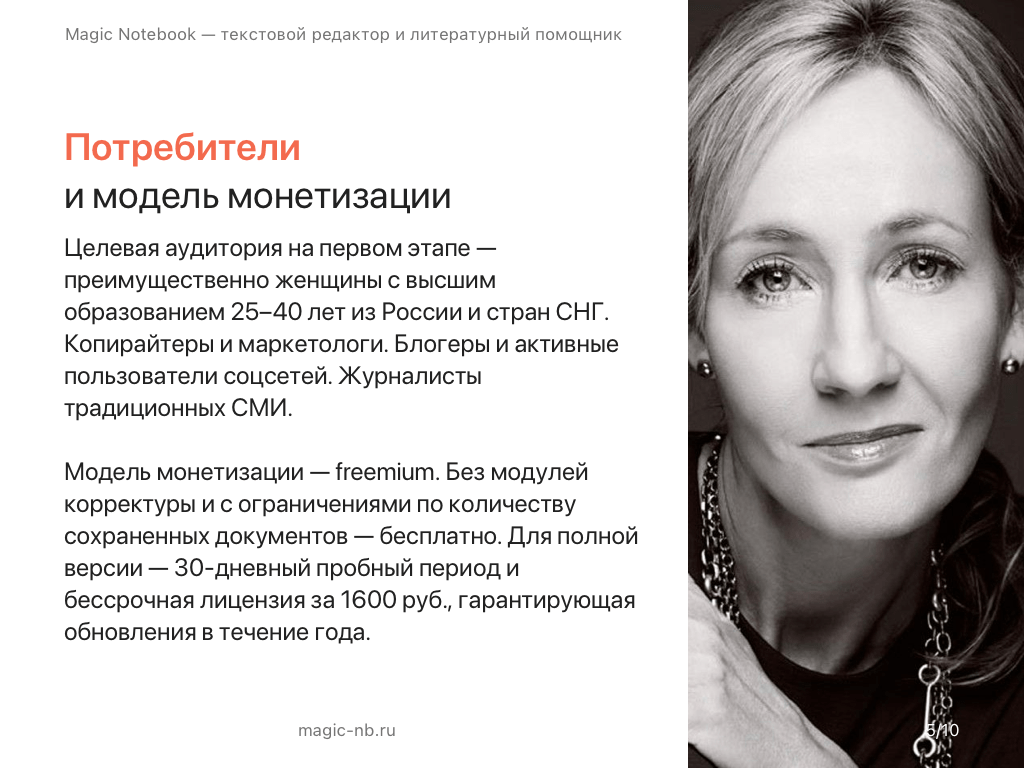 Magic Notebook — текстовой редактор и литературный помощник
Потребители
и модель монетизации
Целевая аудитория на первом этапе —
преимущественно женщины с высшим
образованием 25–40 лет из России и стран СНГ.
Копирайтеры и маркетологи. Блогеры и активные
пользователи соцсетей. Журналисты
традиционных СМИ.
Модель монетизации — freemium. Без модулей
корректуры и с ограничениями по количеству
сохраненных документов — бесплатно. Для полной
версии — 30-дневный пробный период и
бессрочная лицензия за 1600 руб., гарантирующая
обновления в течение года.
magic-nb.ru
5/10